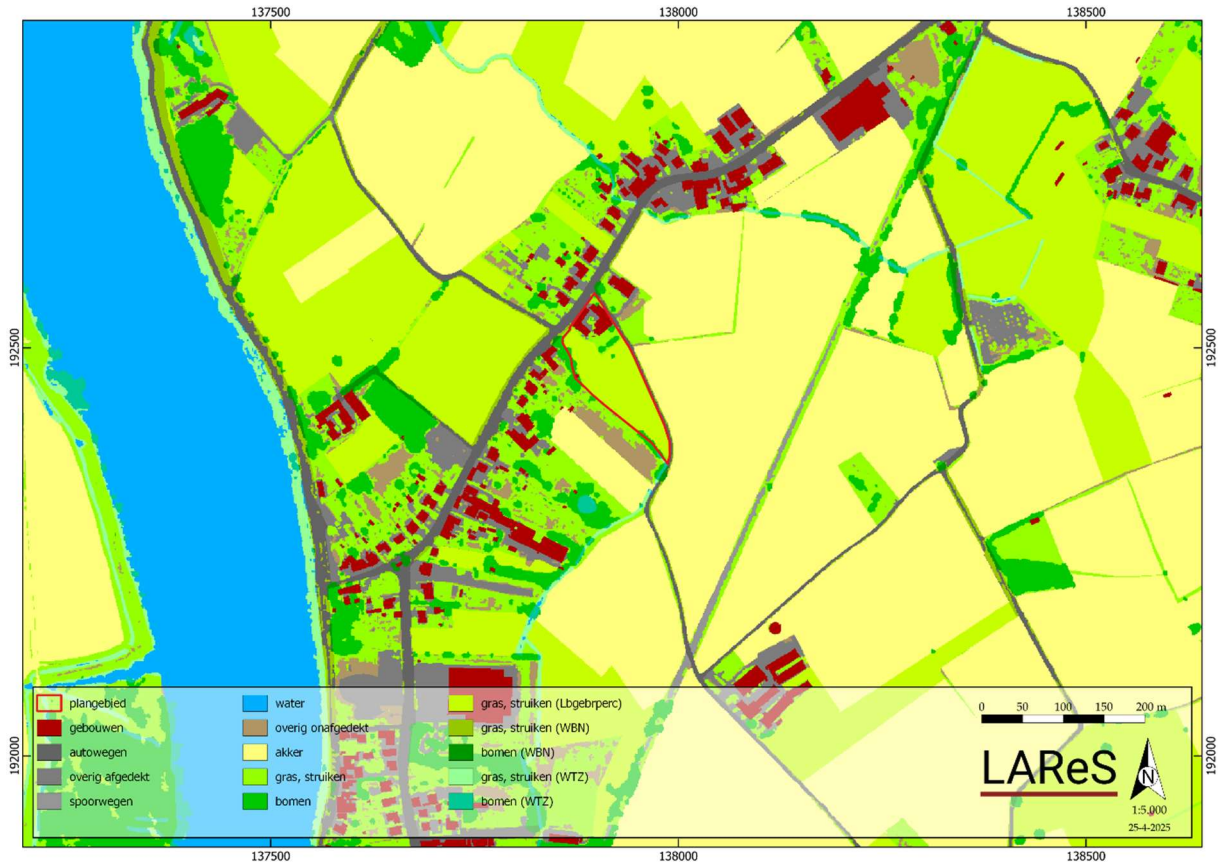 137500 138000 138500
192500 192500
192000 192000
plangebied
gebouwen
autowegen
overig afgedekt
spoorwegen
water
overig onafgedekt
akker
gras, struiken
bomen
gras, struiken (Lbgebrperc)
gras, struiken (WBN)
bomen (WBN)
gras, struiken (WTZ)
bomen (WTZ)
0 50 100 150 200 m
LAReS
N
1:5.000
25-4-2025
137500 138000 138500